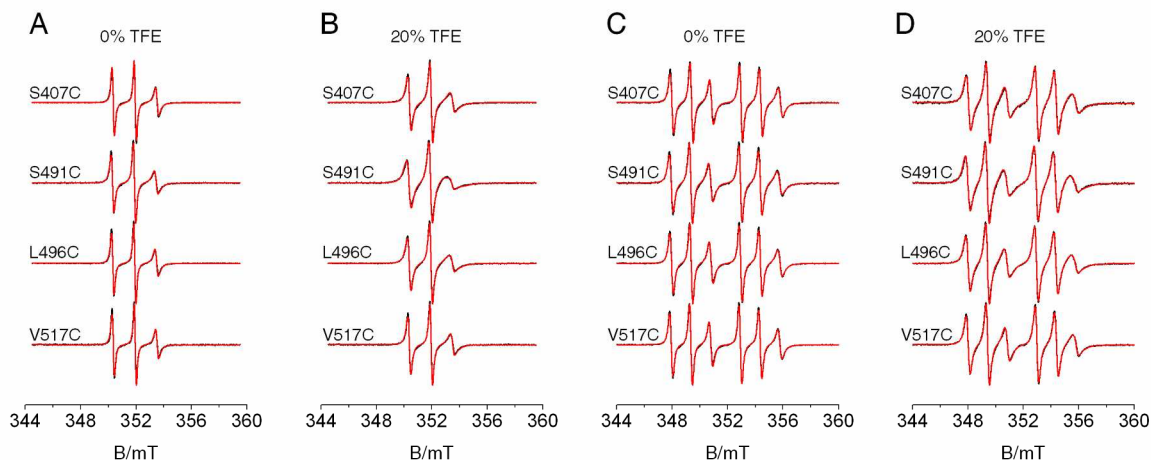 A
0% TFE
S407C
S491C
L496C
V517C
344 348 352 356 360
B/mT
B
20% TFE
S407C
S491C
L496C
V517C
344 348 352 356 360
B/mT
C
0% TFE
S407C
S491C
L496C
V517C
344 348 352 356 360
B/mT
D
20% TFE
S407C
S491C
L496C
V517C
344 348 352 356 360
B/mT